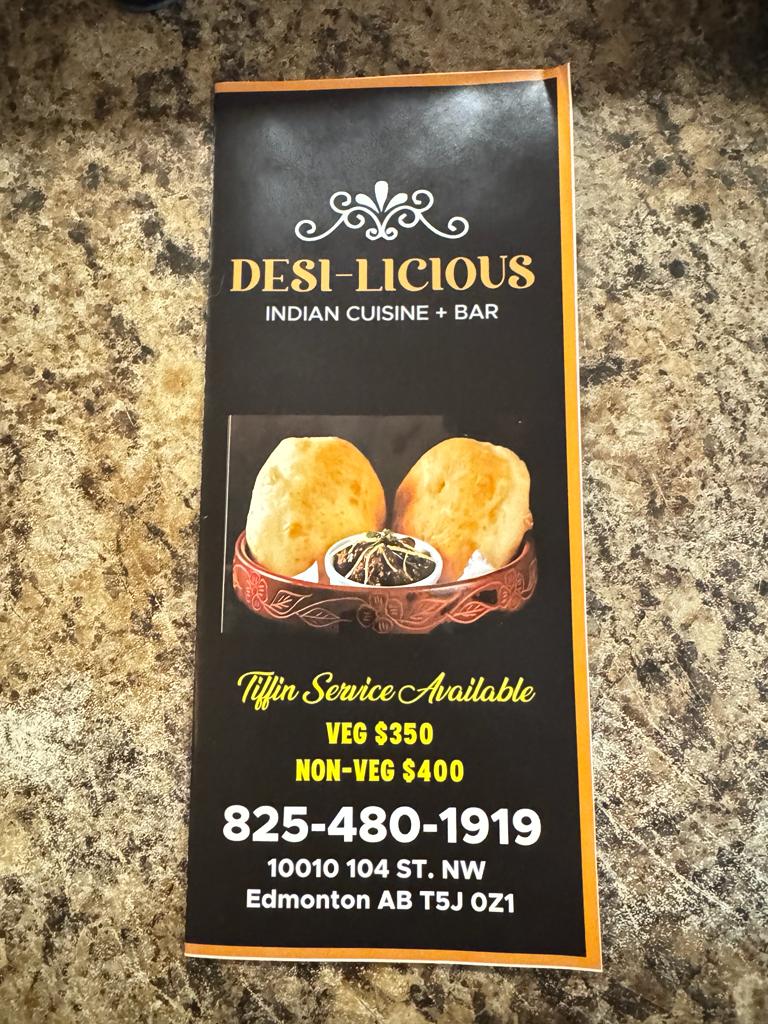 DESI-LICIOUS
INDIAN CUISINE + BAR
Tiffin Service Available
VEG $350
NON-VEG $400
825-480-1919
10010 104 ST. NW
Edmonton AB T5J 0Z1